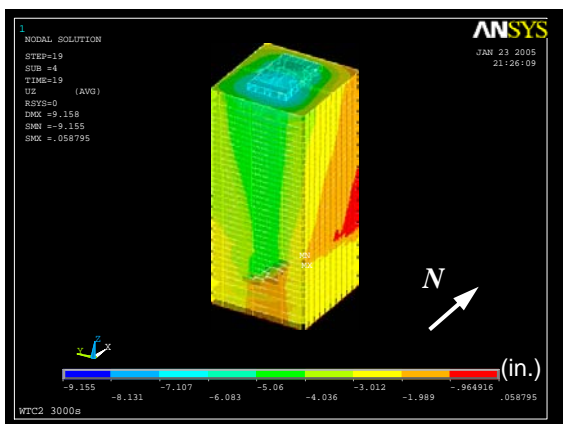 1
NODAL SOLUTION
STEP=19
SUB =4
TIME=19
UZ (AVG)
RSYS=0
DMX =9.158
SMN =-9.155
SMX =.058795
ANSYS
JAN 23 2005
21:26:09
MN
MX
N
Z
Y X
(in.)
-9.155 -7.107 -5.06 -3.012 -.964916
-8.131 -6.083 -4.036 -1.989 .058795
WTC2 3000s